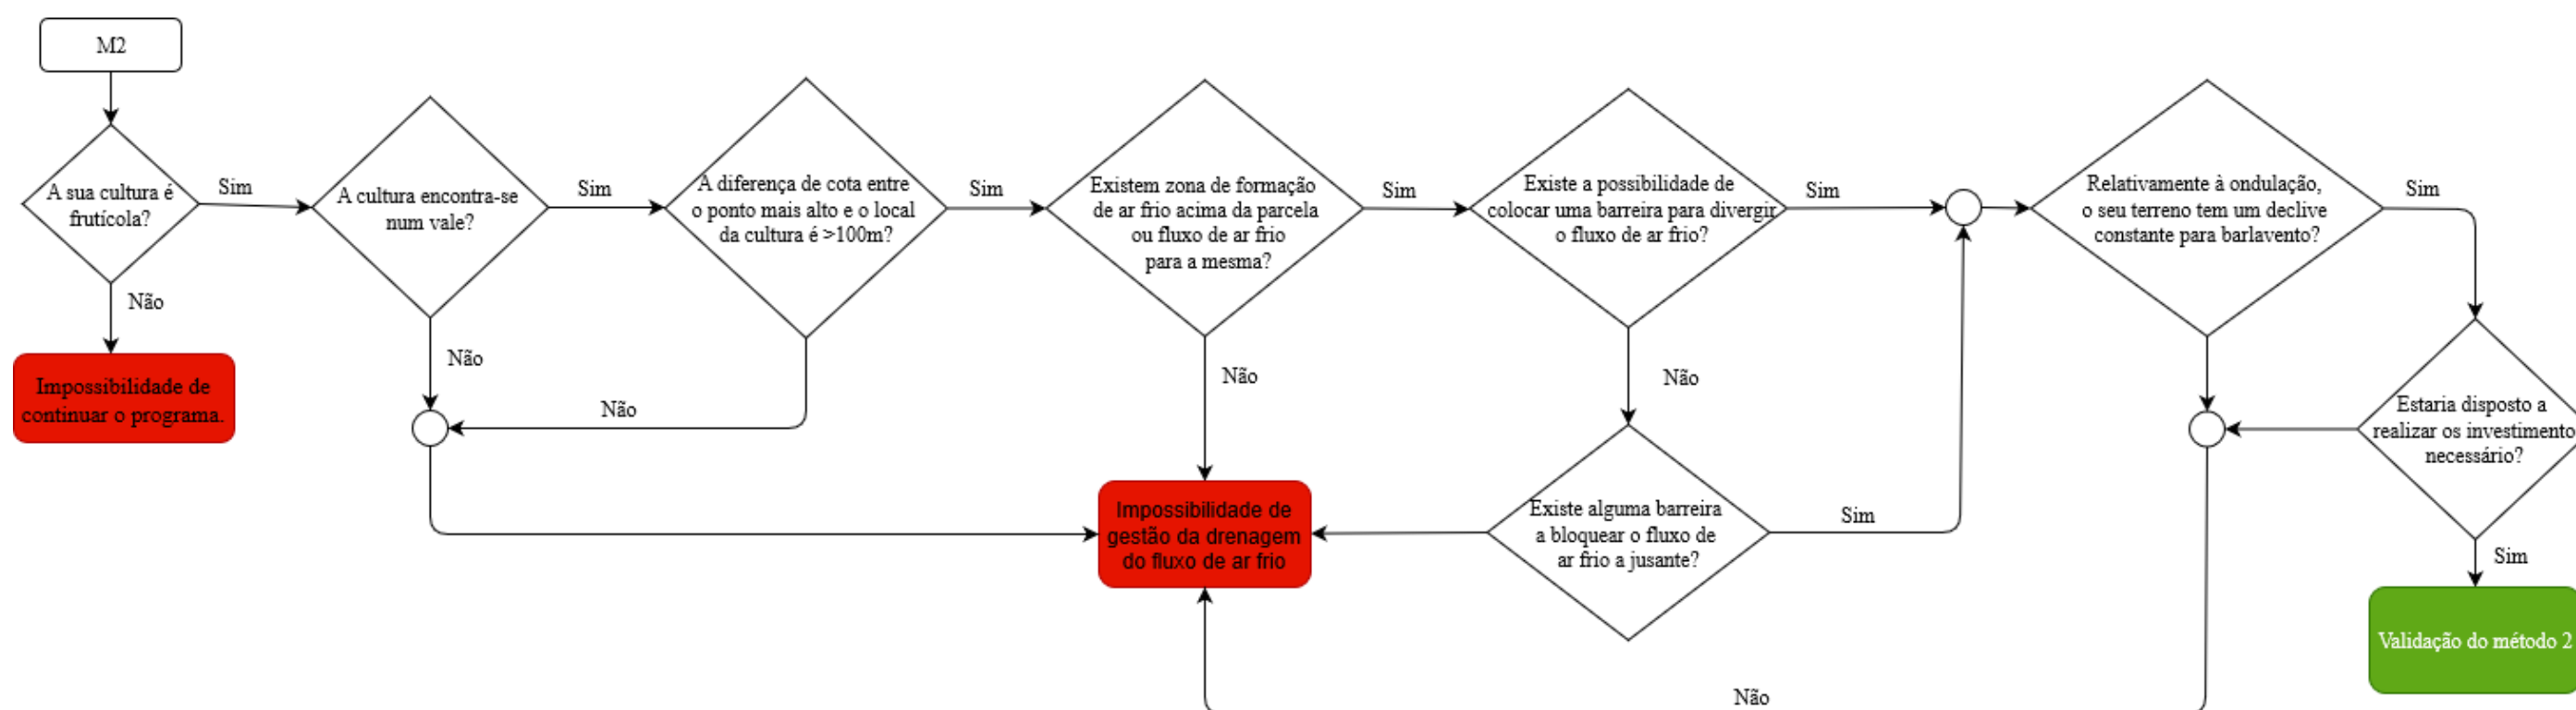 M2
A sua cultura é
frutícola?
Sim
Não
Impossibilidade de
continuar o programa.
A cultura encontra-se
num vale?
Sim
Não
A diferença de cota entre
o ponto mais alto e o local
da cultura é >100m?
Sim
Não
Existem zona de formação
de ar frio acima da parcela
ou fluxo de ar frio
para a mesma?
Sim
Não
Impossibilidade de
gestão da drenagem
do fluxo de ar frio
Existe a possibilidade de
colocar uma barreira para divergir
o fluxo de ar frio?
Sim
Não
Existe alguma barreira
a bloquear o fluxo de
ar frio a jusante?
Sim
Relativamente à ondulação,
o seu terreno tem um declive
constante para barlavento?
Sim
Não
Estaria disposto a
realizar os investimento
necessário?
Sim
Validação do método 2